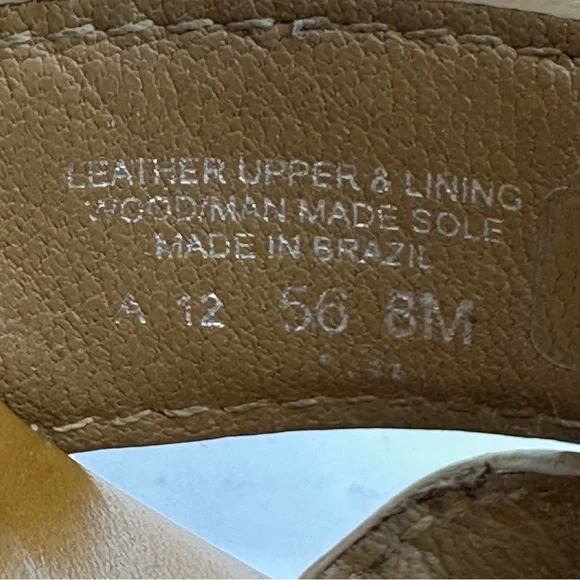 LEATHER UPPER & LINING
WOOD/MAN MADE SOLE
MADE IN BRAZIL
A 12 56 8M